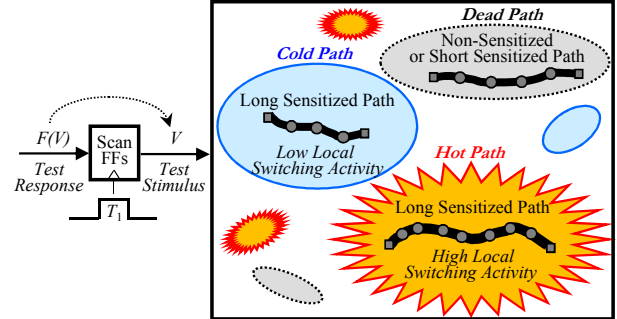 Dead Path
Non-Sensitized
or Short Sensitized Path
Cold Path
Long Sensitized Path
Low Local
Switching Activity
F(V)
Scan
FFs
V
Test
Response
Test
Stimulus
T1
Hot Path
Long Sensitized Path
High Local
Switching Activity